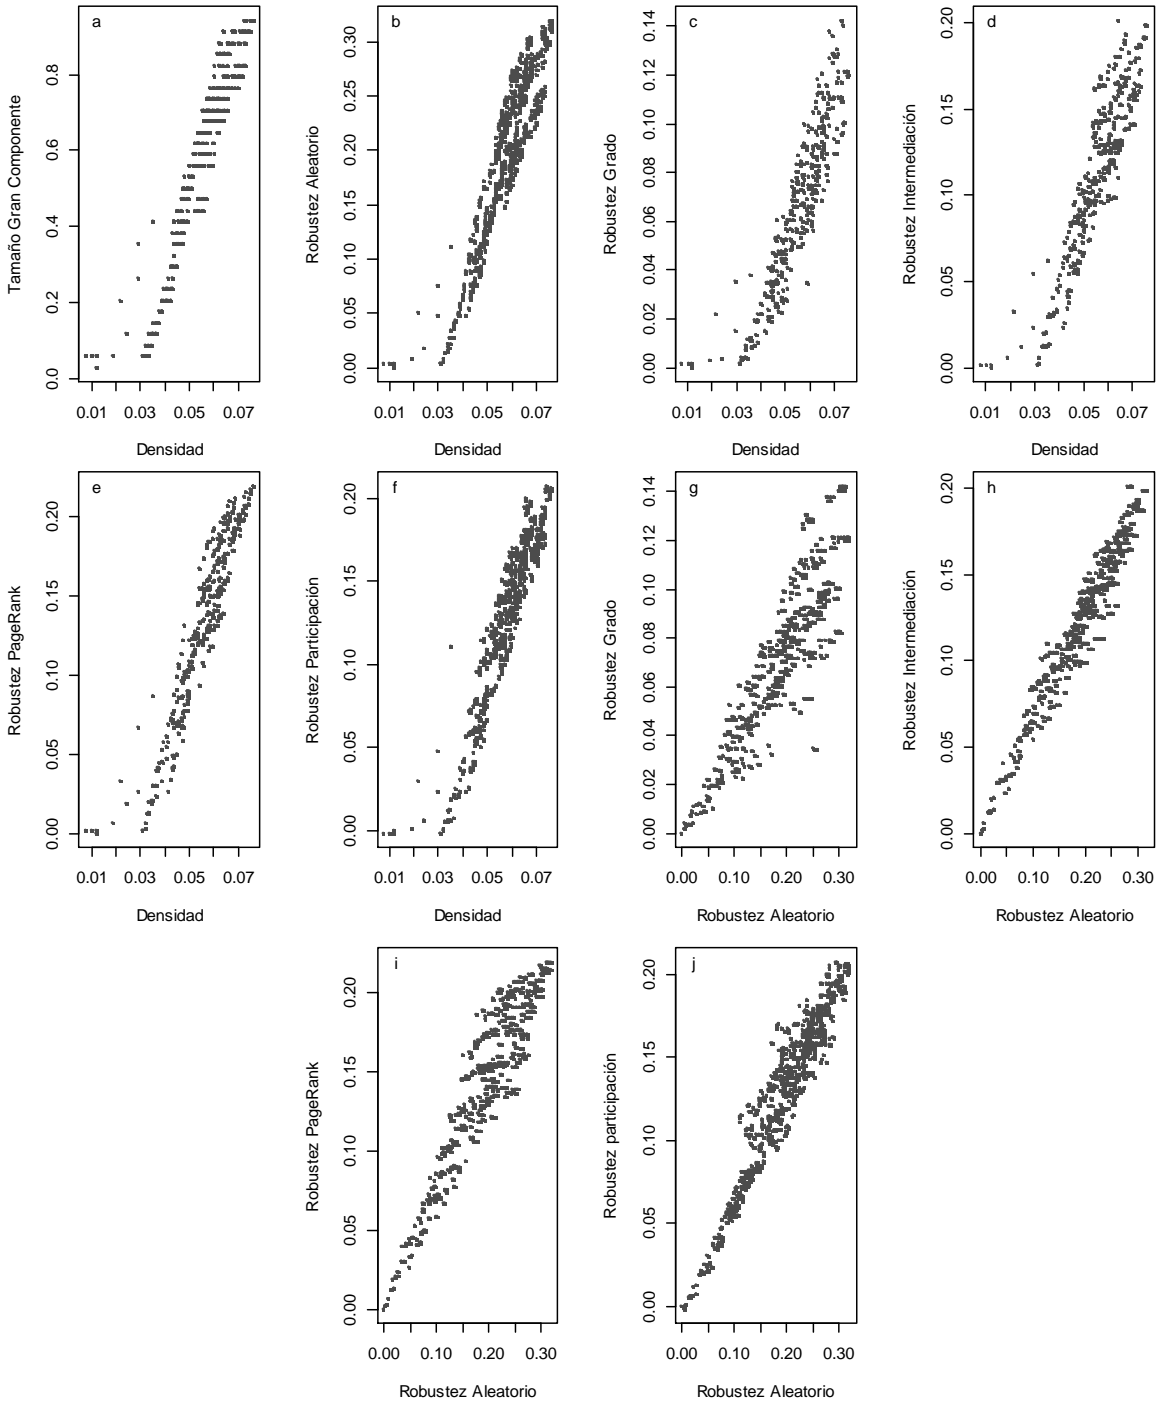 a
Tamaño Gran Componente
0.0 0.2 0.4 0.6 0.8
0.01 0.03 0.05 0.07
Densidad
b
Robustez Aleatorio
0.00 0.05 0.10 0.15 0.20 0.25 0.30
0.01 0.03 0.05 0.07
Densidad
c
Robustez Grado
0.00 0.02 0.04 0.06 0.08 0.10 0.12 0.14
0.01 0.03 0.05 0.07
Densidad
d
Robustez Intermediación
0.00 0.05 0.10 0.15 0.20
0.01 0.03 0.05 0.07
Densidad
e
Robustez PageRank
0.00 0.05 0.10 0.15 0.20
0.01 0.03 0.05 0.07
Densidad
f
Robustez Participación
0.00 0.05 0.10 0.15 0.20
0.01 0.03 0.05 0.07
Densidad
g
Robustez Grado
0.00 0.02 0.04 0.06 0.08 0.10 0.12 0.14
0.00 0.10 0.20 0.30
Robustez Aleatorio
h
Robustez Intermediación
0.00 0.05 0.10 0.15 0.20
0.00 0.10 0.20 0.30
Robustez Aleatorio
i
Robustez PageRank
0.00 0.05 0.10 0.15 0.20
0.00 0.10 0.20 0.30
Robustez Aleatorio
j
Robustez participación
0.00 0.05 0.10 0.15 0.20
0.00 0.10 0.20 0.30
Robustez Aleatorio